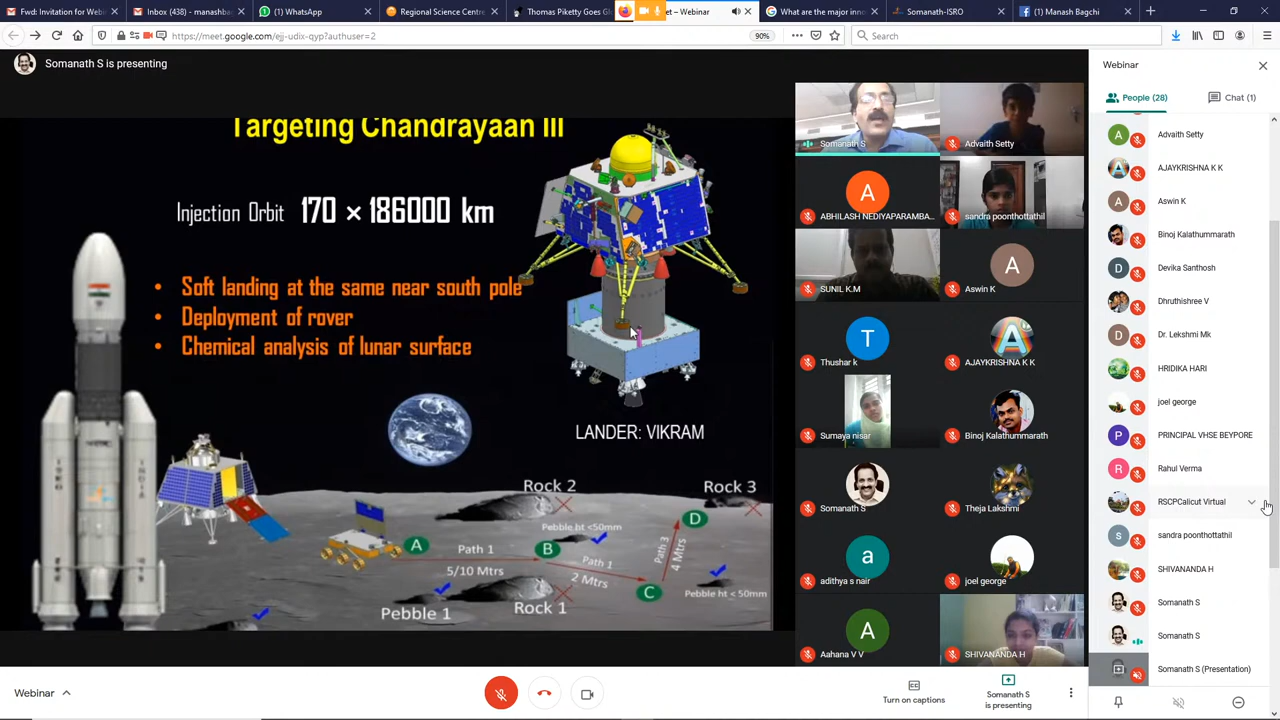 Fwd: Invitation for Webinar
Inbox (438) - manashbag
(1) WhatsApp
Regional Science Centre
Thomas Piketty Goes Gl
et – Webinar
What are the major inno
Somanath-ISRO
(3) Manash Bagchi
https://meet.google.com/ejj-udix-qyp?authuser=2
90%
Search
Somanath S is presenting
Targeting Chandrayaan III
Injection Orbit 170 × 186000 km
• Soft landing at the same near south pole
• Deployment of rover
• Chemical analysis of lunar surface
LANDER: VIKRAM
INDIA
Rock 2
Rock 3
Pebble ht <50mm
A
Path 1
5/10 Mtrs
B
Path 1
2 Mtrs
C
Path 3
4 Mtrs
D
Pebble ht < 50mm
Pebble 1
Rock 1
Somanath S
Advaith Setty
A
ABHILASH NEDIYAPARAMBA...
sandra poonthottathil
SUNIL K.M
A
Aswin K
T
Thushar k
AJAYKRISHNA K K
Sumaya nisar
Binoj Kalathummarath
Somanath S
Theja Lakshmi
a
adithya s nair
joel george
A
Aahana V V
SHIVANANDA H
Webinar
People (28)
Chat (1)
A
Advaith Setty
AJAYKRISHNA K K
A
Aswin K
Binoj Kalathummarath
D
Devika Santhosh
Dhruthishree V
D
Dr. Lekshmi Mk
HRIDIKA HARI
joel george
P
PRINCIPAL VHSE BEYPORE
R
Rahul Verma
RSCPCalicut Virtual
s
sandra poonthottathil
SHIVANANDA H
Somanath S
Somanath S
Somanath S (Presentation)
Webinar
Turn on captions
Somanath S
is presenting